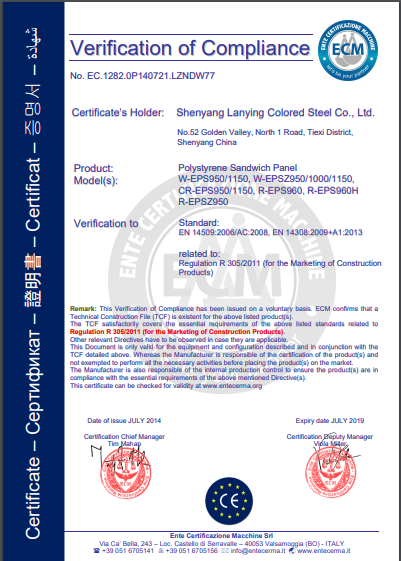 Certificate – Сертификат – 證明書 – Certificat – 증명서 – شهادة
Verification of Compliance
ENTE CERTIFICAZIONE MACCHINE
ECM
let's be your partner
No. EC.1282.0P140721.LZNDW77
Certificate's Holder: Shenyang Lanying Colored Steel Co., Ltd.
No.52 Golden Valley, North 1 Road, Tiexi District,
Shenyang China
Product: Polystyrene Sandwich Panel
Model(s): W-EPS950/1150, W-EPSZ950/1000/1150,
CR-EPS950/1150, R-EPS960, R-EPS960H
R-EPSZ950
Verification to Standard:
EN 14509:2006/AC:2008, EN 14308:2009+A1:2013
related to:
Regulation R 305/2011 (for the Marketing of Construction
Products)
ENTE CERTIFICAZIONE MACCHINE
ECM
Remark: This Verification of Compliance has been issued on a voluntary basis. ECM confirms that a
Technical Construction File (TCF) is existent for the above listed product(s).
The TCF satisfactorily covers the essential requirements of the above listed standards related to
Regulation R 305/2011 (for the Marketing of Construction Products).
Other relevant Directives have to be observed in case they are applicable.
This Document is only valid for the equipment and configuration described and in conjunction with the
TCF detailed above. Whereas the Manufacturer is responsible of the certification of the product(s) and
not exempted to perform all the necessary activities before placing the product(s) on the market.
The Manufacturer is also responsible of the internal production control to ensure the product(s) are in
compliance with the essential requirements of the above mentioned Directive(s).
This certificate can be checked for validity at www.entecerma.org
Date of issue JULY 2014
Expiry date JULY 2019
Certification Chief Manager
Tim Mahan
Certification Deputy Manager
Viola Miller
ECM
ECM
CE
Ente Certificazione Macchine Srl
Via Ca' Bella, 243 – Loc. Castello di Serravalle – 40053 Valsamoggia (BO) - ITALY
☎ +39 051 6705141 +39 051 6705156 info@entecerma.it www.entecerma.it